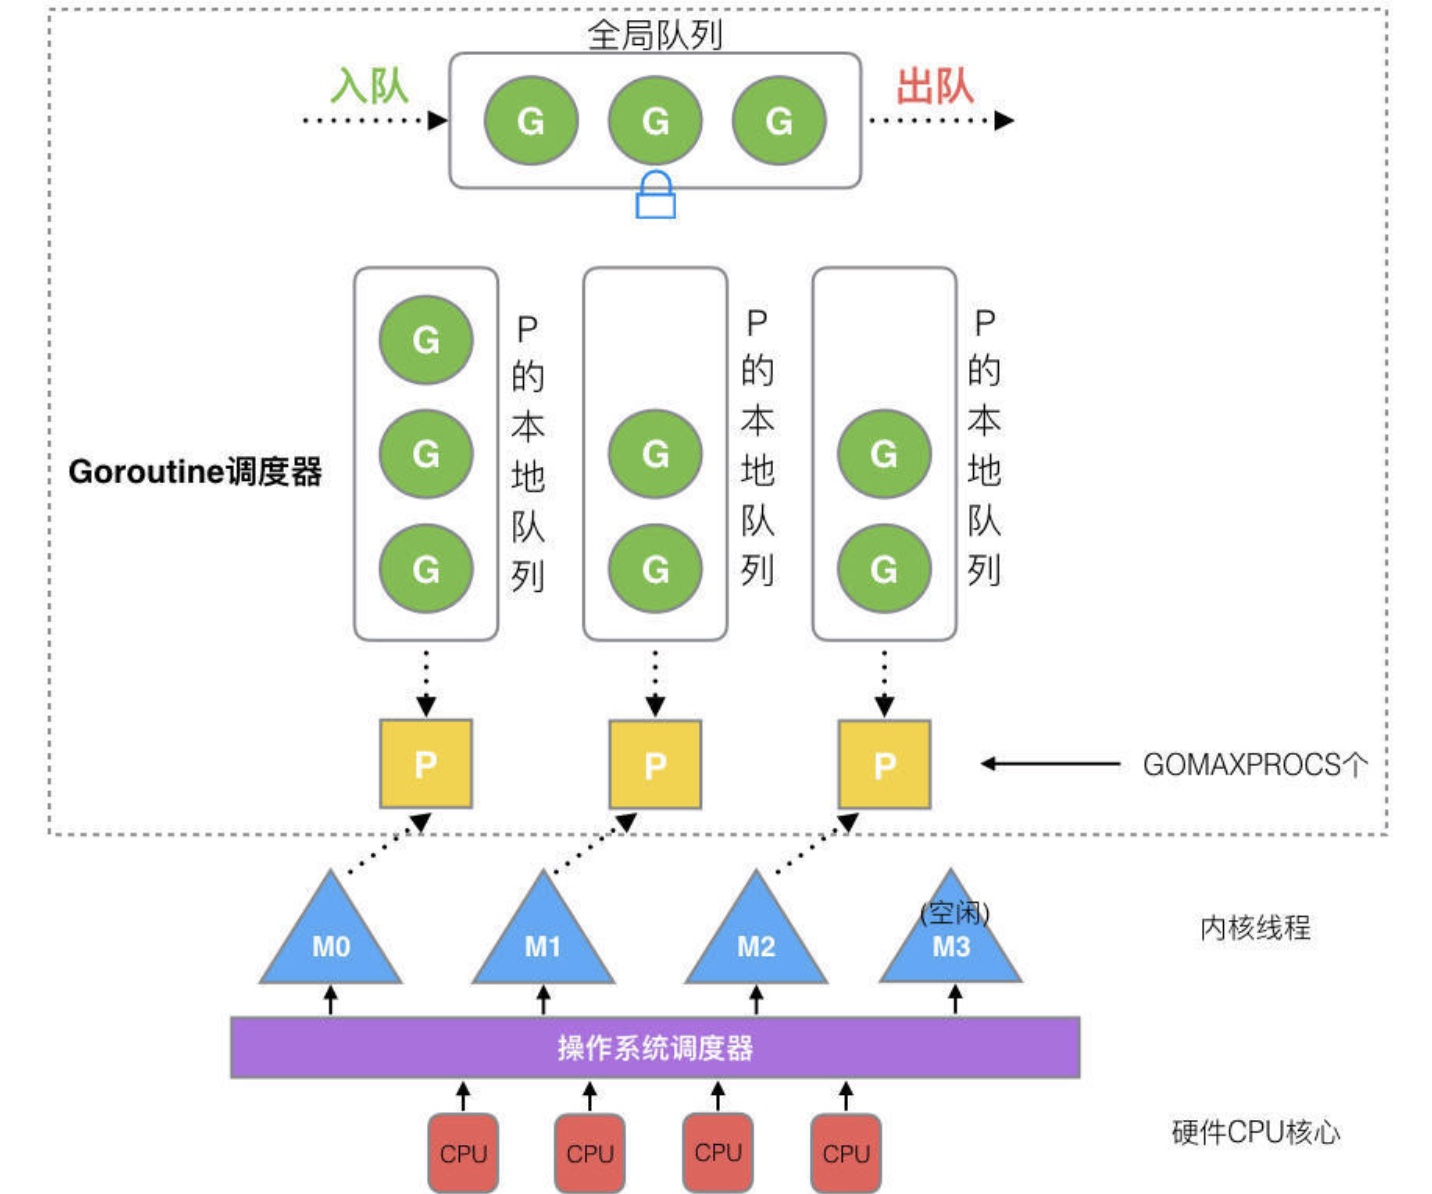 全局队列
入队
出队
G G G
G
G G G
G G G
P的本地队列
P的本地队列
P的本地队列
Goroutine调度器
P P P
GOMAXPROCS个
(空闲)
M0 M1 M2 M3
内核线程
操作系统调度器
CPU CPU CPU CPU
硬件CPU核心